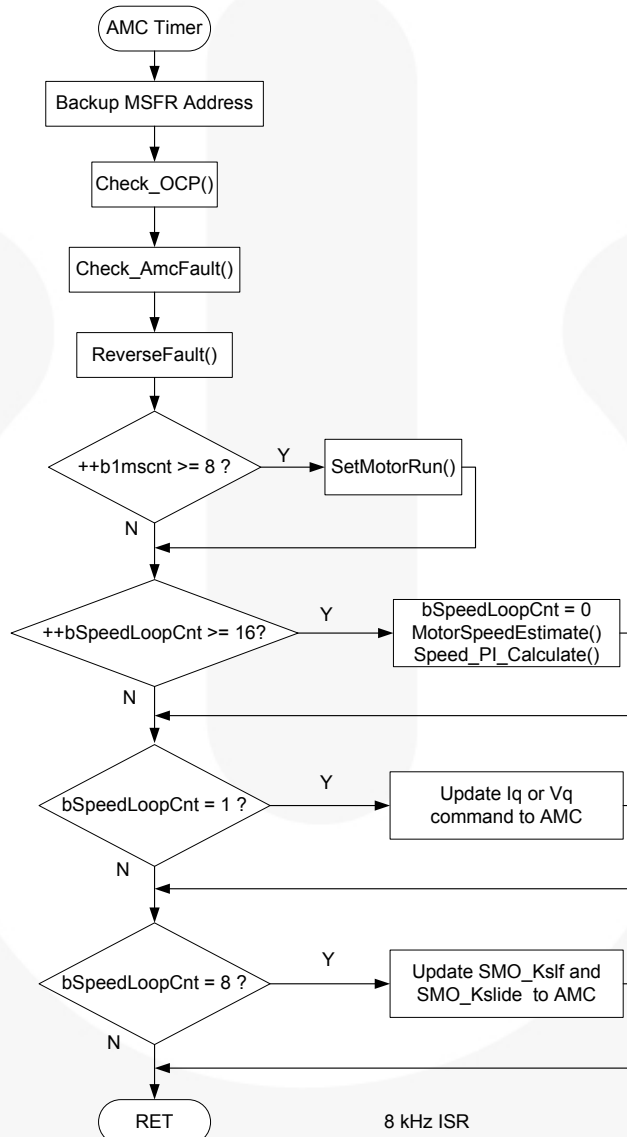 AMC Timer
Backup MSFR Address
Check_OCP()
Check_AmcFault()
ReverseFault()
++b1mscnt >= 8 ?
Y
SetMotorRun()
N
++bSpeedLoopCnt >= 16?
Y
bSpeedLoopCnt = 0
MotorSpeedEstimate()
Speed_PI_Calculate()
N
bSpeedLoopCnt = 1 ?
Y
Update Iq or Vq
command to AMC
N
bSpeedLoopCnt = 8 ?
Y
Update SMO_Kslf and
SMO_Kslide to AMC
N
RET
8 kHz ISR